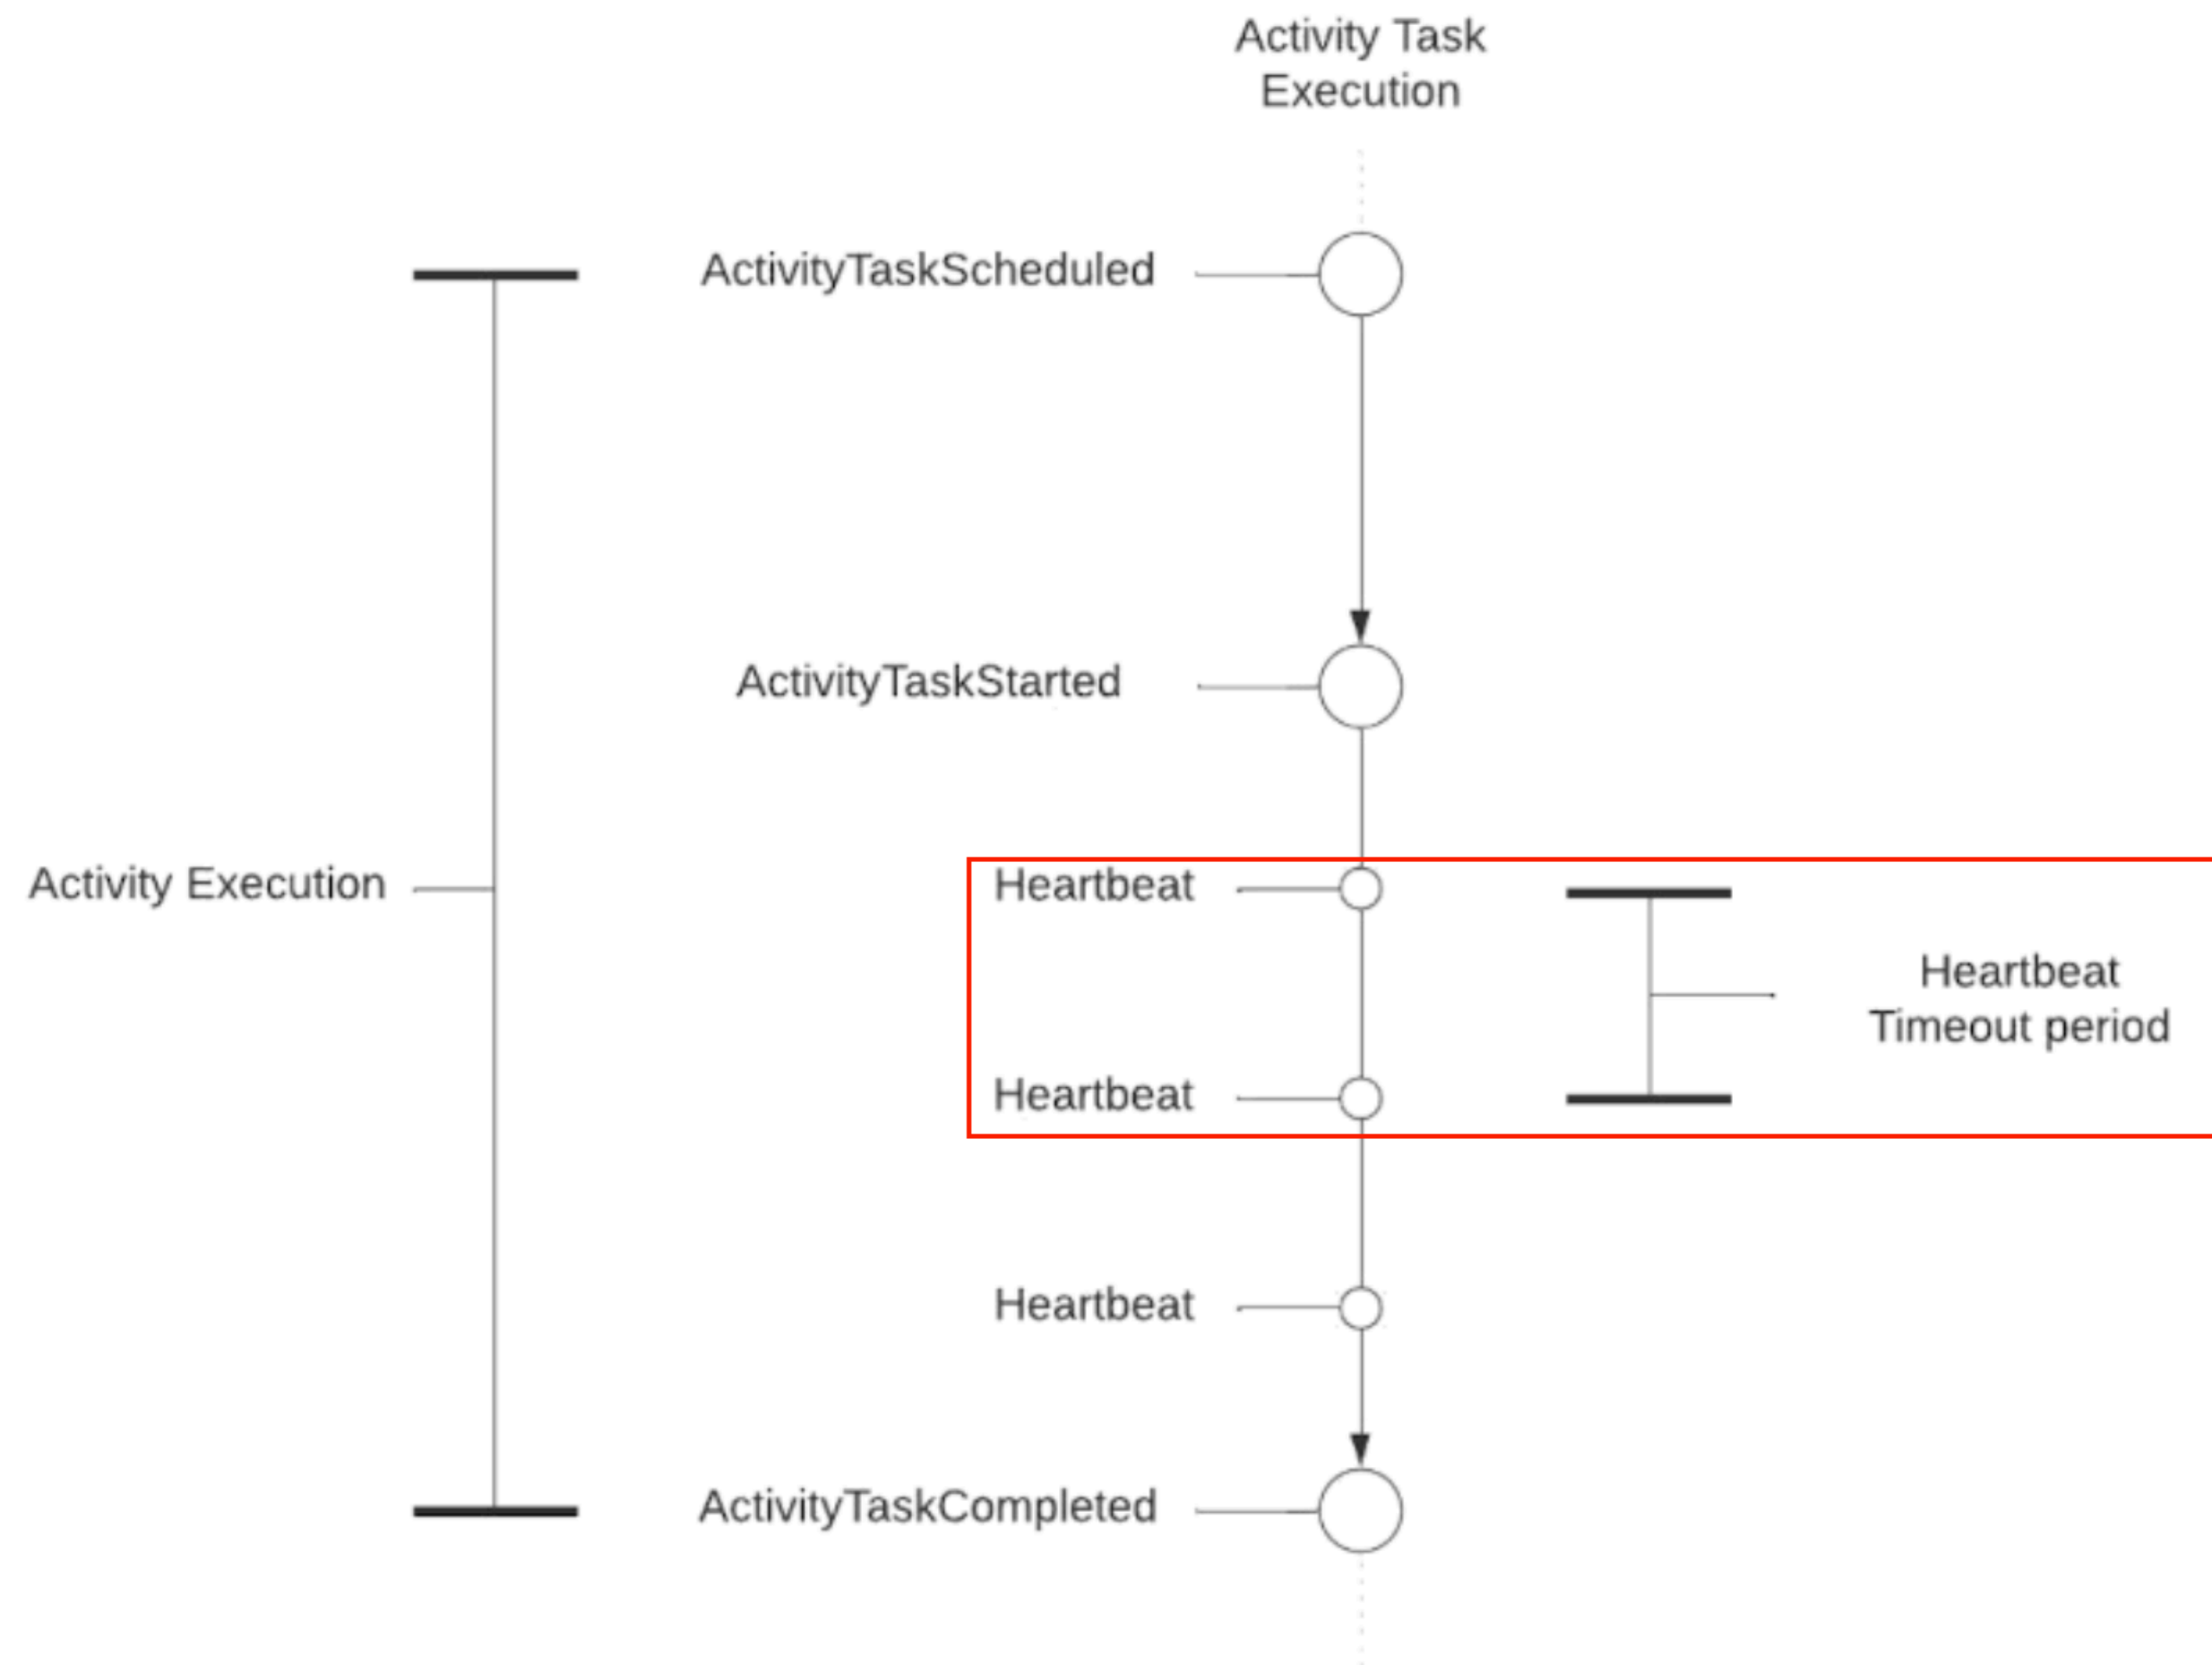 Activity Task
Execution
ActivityTaskScheduled
ActivityTaskStarted
Activity Execution
Heartbeat
Heartbeat
Timeout period
Heartbeat
Heartbeat
ActivityTaskCompleted